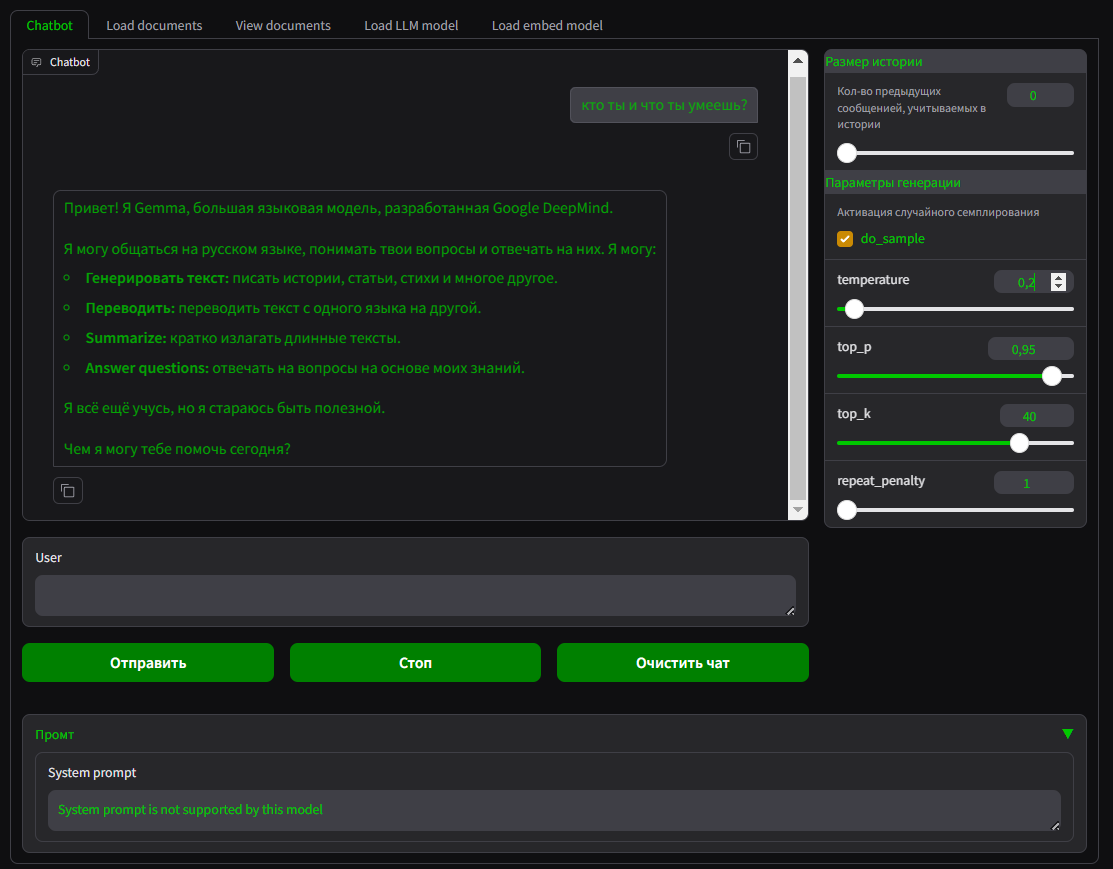 Chatbot
Load documents
View documents
Load LLM model
Load embed model
Chatbot
кто ты и что ты умеешь?
Привет! Я Gemma, большая языковая модель, разработанная Google DeepMind.
Я могу общаться на русском языке, понимать твои вопросы и отвечать на них. Я могу:
Генерировать текст: писать истории, статьи, стихи и многое другое.
Переводить: переводить текст с одного языка на другой.
Summarize: кратко излагать длинные тексты.
Answer questions: отвечать на вопросы на основе моих знаний.
Я всё ещё учусь, но я стараюсь быть полезной.
Чем я могу тебе помочь сегодня?
Размер истории
Кол-во предыдущих
сообщенией, учитываемых в
истории
0
Параметры генерации
Активация случайного семплирования
do_sample
temperature
0,2
top_p
0,95
top_k
40
repeat_penalty
1
User
Отправить
Стоп
Очистить чат
Промт
System prompt
System prompt is not supported by this model